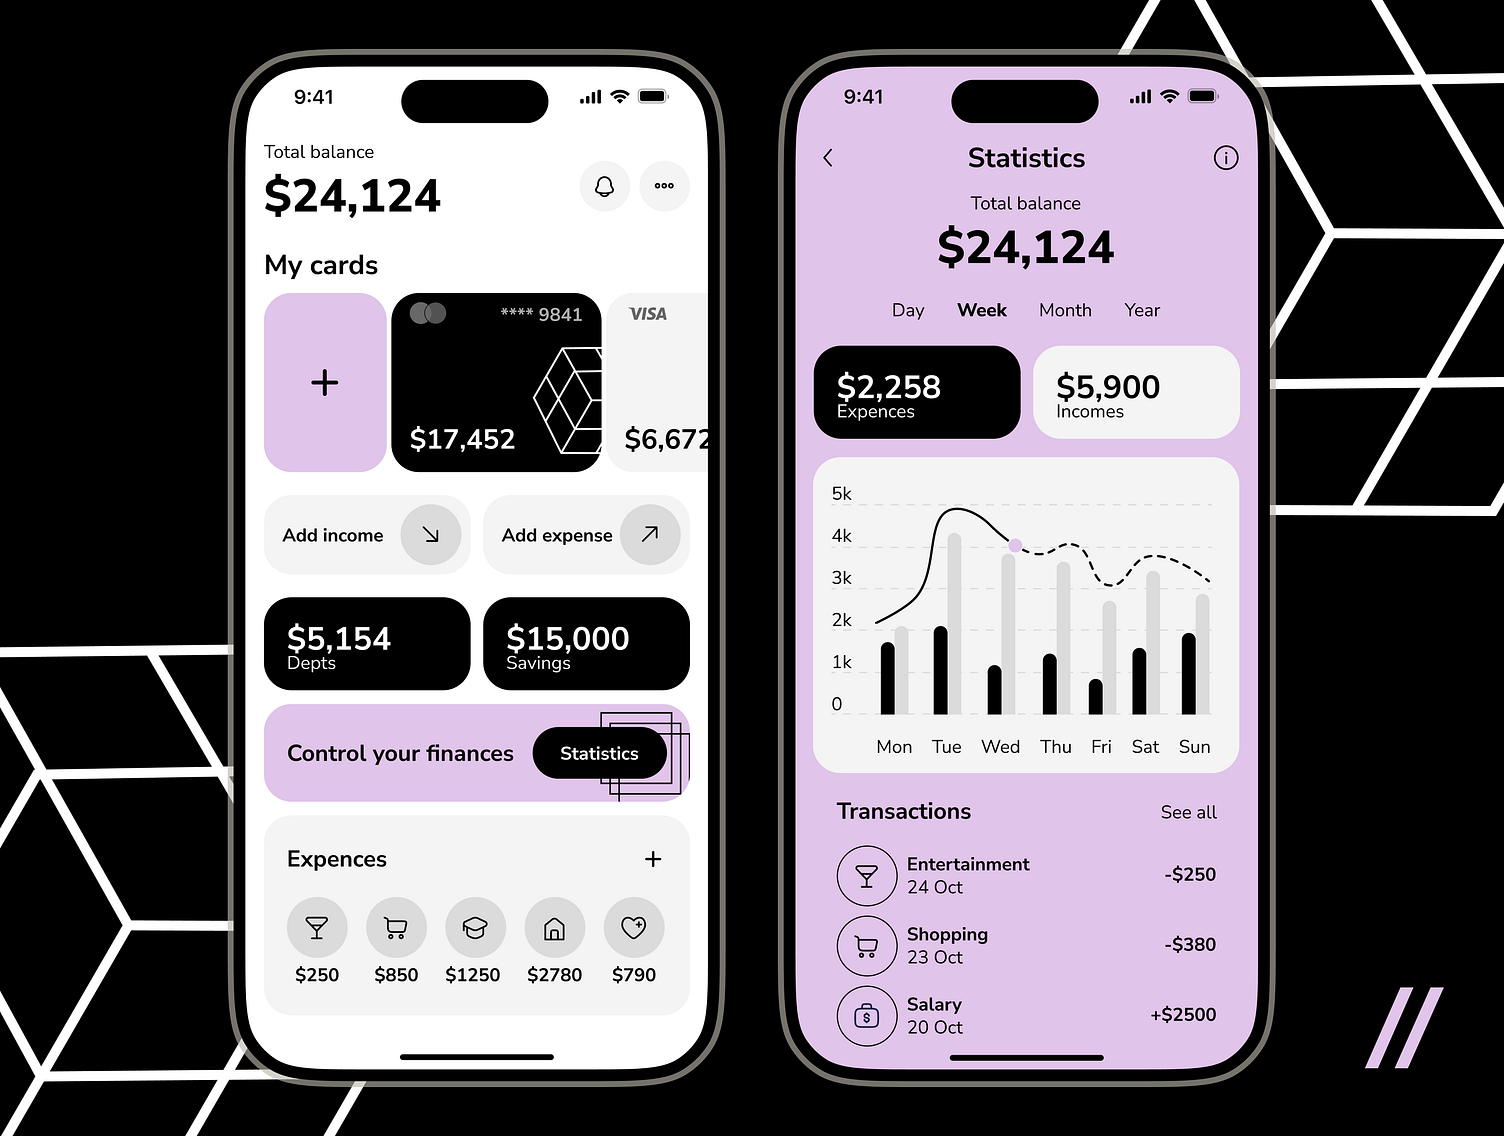 9:41
Total balance
$24,124
My cards
**** 9841
VISA
$17,452
$6,672
Add income
Add expense
$5,154
Depts
$15,000
Savings
Control your finances
Statistics
Expences
$250
$850
$1250
$2780
$790
9:41
Statistics
Total balance
$24,124
Day
Week
Month
Year
$2,258
Expences
$5,900
Incomes
5k
4k
3k
2k
1k
0
Mon
Tue
Wed
Thu
Fri
Sat
Sun
Transactions
See all
Entertainment
24 Oct
-$250
Shopping
23 Oct
-$380
Salary
20 Oct
+$2500